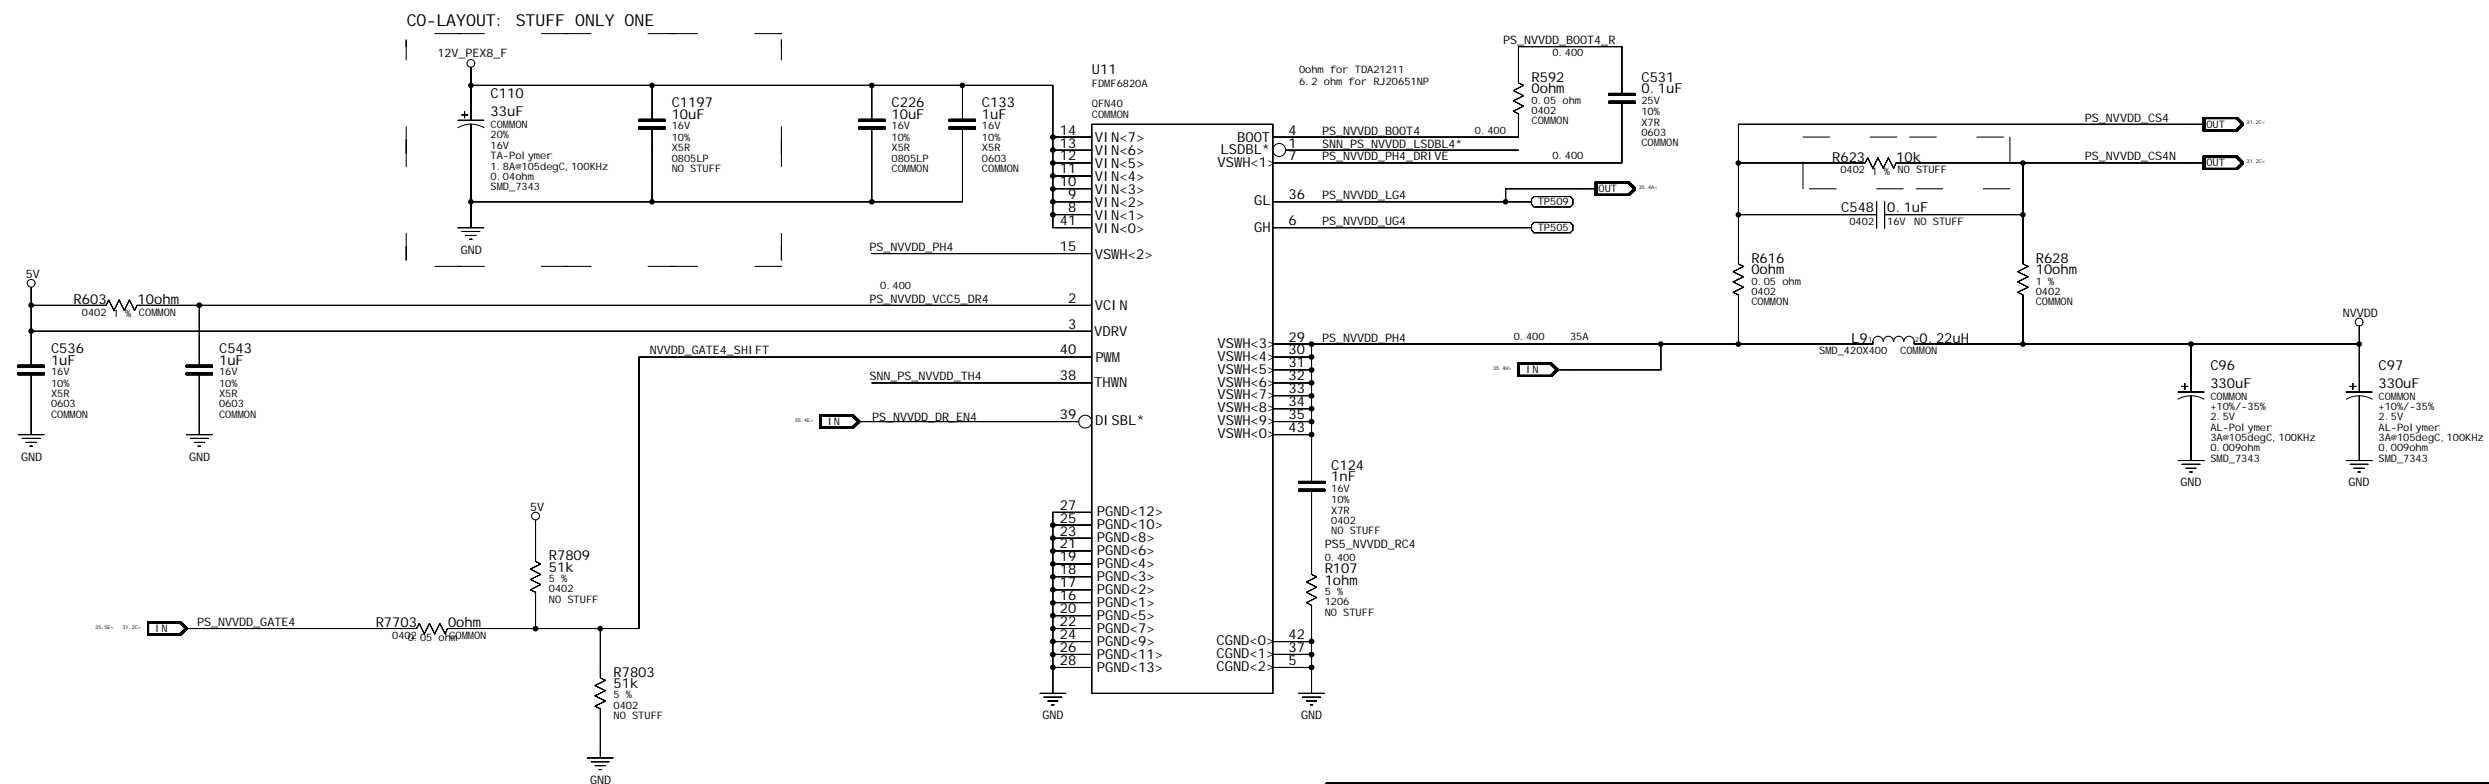 CO-LAYOUT: STUFF ONLY ONE
12V_PEX8_F
C110
33uF
COMMON
20%
16V
TA-Polymer
1.8A@105degC,100KHz
0.04ohm
SMD_7343
GND
C1197
10uF
16V
10%
X5R
0805LP
NO STUFF
C226
10uF
16V
10%
X5R
0805LP
COMMON
C133
1uF
16V
10%
X5R
0603
COMMON
U11
FDMF6820A
QFN40
COMMON
14 VIN<7>
13 VIN<6>
12 VIN<5>
11 VIN<4>
10 VIN<3>
9 VIN<2>
8 VIN<1>
41 VIN<0>
PS_NVVDD_PH4 15 VSWH<2>
0.400
PS_NVVDD_VCC5_DR4 2 VCIN
3 VDRV
NVVDD_GATE4_SHIFT 40 PWM
SNN_PS_NVVDD_TH4 38 THWN
35.4E< IN PS_NVVDD_DR_EN4 39 DISBL*
27 PGND<12>
25 PGND<10>
23 PGND<8>
21 PGND<6>
19 PGND<4>
18 PGND<3>
17 PGND<2>
16 PGND<1>
20 PGND<5>
22 PGND<7>
24 PGND<9>
26 PGND<11>
28 PGND<13>
GND
5V
R603 10ohm
0402 1 % COMMON
C536
1uF
16V
10%
X5R
0603
COMMON
GND
C543
1uF
16V
10%
X5R
0603
COMMON
GND
5V
R7809
51k
5 %
0402
NO STUFF
35.5E< 31.2C> IN PS_NVVDD_GATE4
R7703 0ohm
0402 0.05 ohm COMMON
R7803
51k
5 %
0402
NO STUFF
GND
0ohm for TDA21211
6.2 ohm for RJ20651NP
PS_NVVDD_BOOT4_R
0.400
R592
0ohm
0.05 ohm
0402
COMMON
C531
0.1uF
25V
10%
X7R
0603
COMMON
BOOT 4 PS_NVVDD_BOOT4 0.400
LSDBL* 1 SNN_PS_NVVDD_LSDBL4*
VSWH<1> 7 PS_NVVDD_PH4_DRIVE 0.400
GL 36 PS_NVVDD_LG4 OUT 35.4A<
TP509
GH 6 PS_NVVDD_UG4 TP505
VSWH<3> 29 PS_NVVDD_PH4 0.400 35A
VSWH<4> 30
VSWH<5> 31
VSWH<6> 32
VSWH<7> 33
VSWH<8> 34
VSWH<9> 35
VSWH<0> 43
35.4H> IN
C124
1nF
16V
10%
X7R
0402
NO STUFF
PS5_NVVDD_RC4
0.400
R107
1ohm
5 %
1206
NO STUFF
CGND<0> 42
CGND<1> 37
CGND<2> 5
GND
PS_NVVDD_CS4 OUT 31.2C<
PS_NVVDD_CS4N OUT 31.2C<
R623 10k
0402 1 % NO STUFF
C548 0.1uF
0402 16V NO STUFF
R616
0ohm
0.05 ohm
0402
COMMON
R628
10ohm
1 %
0402
COMMON
L9 1 2 0.22uH
SMD_420X400 COMMON
NVVDD
C96
330uF
COMMON
+10%/-35%
2.5V
AL-Polymer
3A@105degC,100KHz
0.009ohm
SMD_7343
GND
C97
330uF
COMMON
+10%/-35%
2.5V
AL-Polymer
3A@105degC,100KHz
0.009ohm
SMD_7343
GND